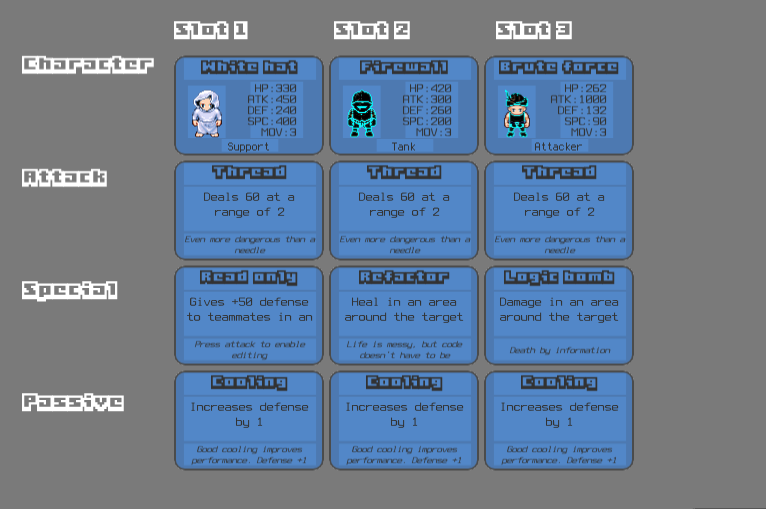 Slot 1
Slot 2
Slot 3
Character
White hat
HP:330
ATK:450
DEF:240
SPC:400
MOV:3
Support
Firewall
HP:420
ATK:300
DEF:260
SPC:200
MOV:3
Tank
Brute force
HP:262
ATK:1000
DEF:132
SPC:90
MOV:3
Attacker
Attack
Thread
Deals 60 at a
range of 2
Even more dangerous than a
needle
Thread
Deals 60 at a
range of 2
Even more dangerous than a
needle
Thread
Deals 60 at a
range of 2
Even more dangerous than a
needle
Special
Read only
Gives +50 defense
to teammates in an
Press attack to enable
editing
Refactor
Heal in an area
around the target
Life is messy, but code
doesn't have to be
Logic bomb
Damage in an area
around the target
Death by information
Passive
Cooling
Increases defense
by 1
Good cooling improves
performance. Defense +1
Cooling
Increases defense
by 1
Good cooling improves
performance. Defense +1
Cooling
Increases defense
by 1
Good cooling improves
performance. Defense +1